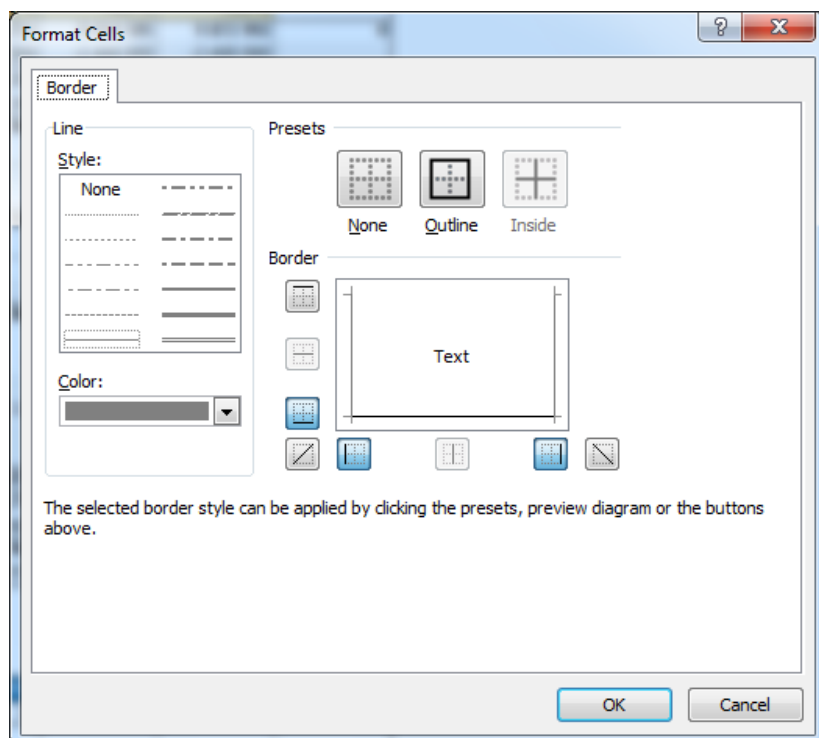 Format Cells
Border
Line
Style:
None
Color:
Presets
None
Outline
Inside
Border
Text
The selected border style can be applied by clicking the presets, preview diagram or the buttons
above.
OK
Cancel